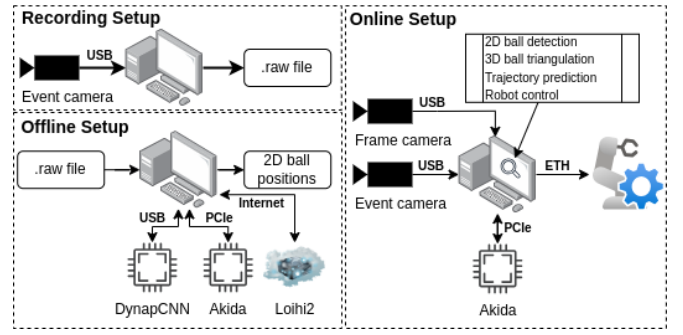 Recording Setup
USB
Event camera
.raw file
Offline Setup
.raw file
2D ball
positions
Internet
USB
PCIe
DynapCNN
Akida
Loihi2
Online Setup
2D ball detection
3D ball triangulation
Trajectory prediction
Robot control
USB
Frame camera
USB
ETH
Event camera
PCIe
Akida